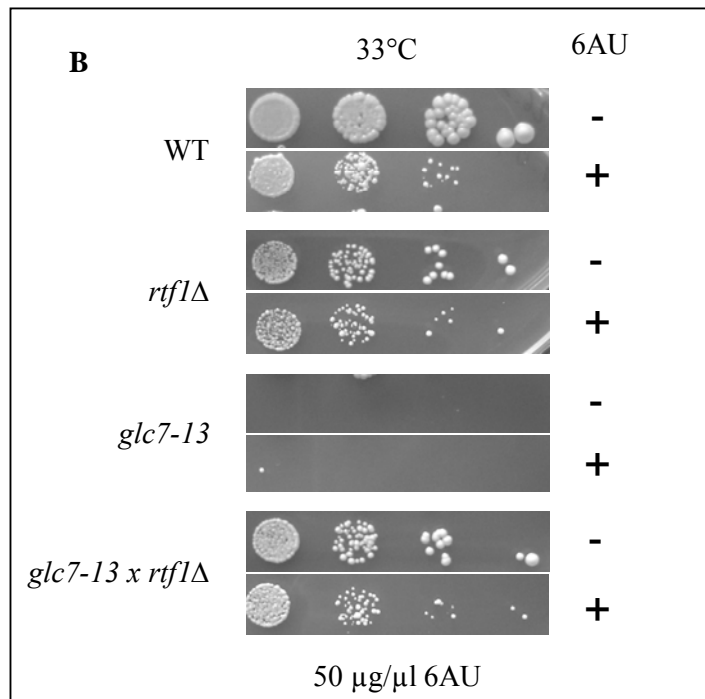 B 33°C 6AU
WT
-
+
rtf1Δ
-
+
glc7-13
-
+
glc7-13 x rtf1Δ
-
+
50 µg/µl 6AU